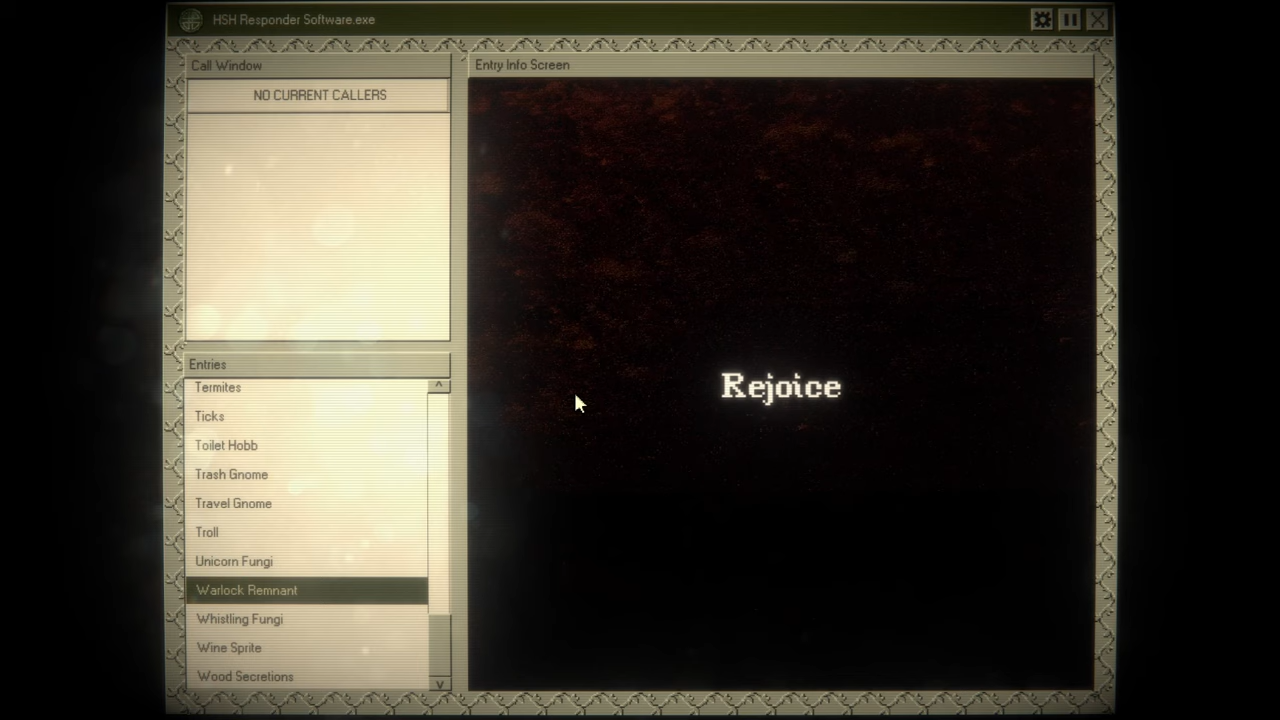 HSH Responder Software.exe
Call Window
NO CURRENT CALLERS
Entry Info Screen
Rejoice
Entries
Termites
Ticks
Toilet Hobb
Trash Gnome
Travel Gnome
Troll
Unicorn Fungi
Warlock Remnant
Whistling Fungi
Wine Sprite
Wood Secretions